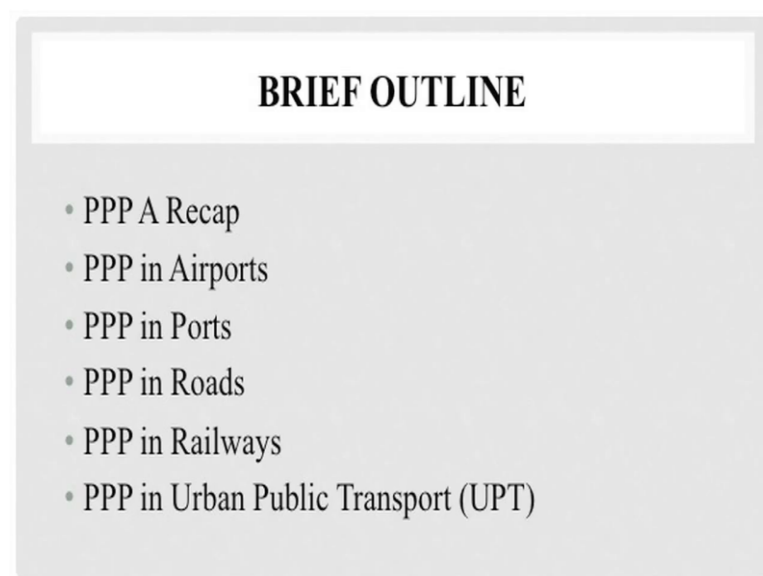 BRIEF OUTLINE
• PPP A Recap
• PPP in Airports
• PPP in Ports
• PPP in Roads
• PPP in Railways
• PPP in Urban Public Transport (UPT)